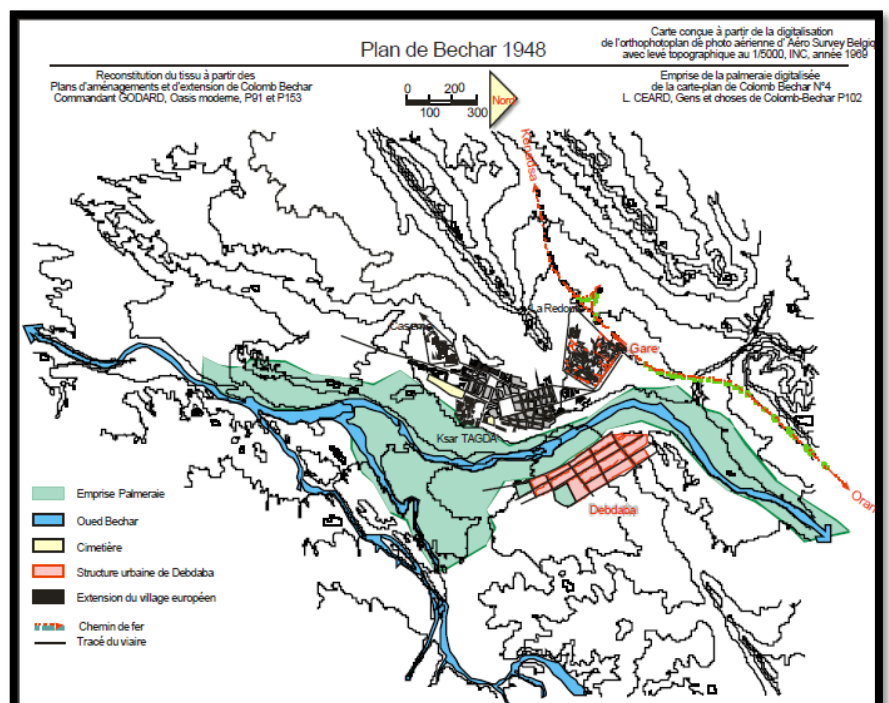 Plan de Bechar 1948
Carte conçue à partir de la digitalisation
de l'orthophotoplan de photo aérienne d' Aéro Survey Belgiq
avec levé topographique au 1/5000, INC, année 1969
Reconstitution du tissu à partir des
Plans d'aménagements et d'extension de Colomb Bechar
Commandant GODARD, Oasis moderne, P91 et P153
0 200
100 300
Nord
Emprise de la palmeraie digitalisée
de la carte-plan de Colomb Bechar N°4
L. CEARD, Gens et choses de Colomb-Bechar P102
Kenadsa
La Redoute
Caserne
Gare
Ksar TAGDA
Oran
Debdaba
Emprise Palmeraie
Oued Bechar
Cimetière
Structure urbaine de Debdaba
Extension du village européen
Chemin de fer
Tracé du viaire